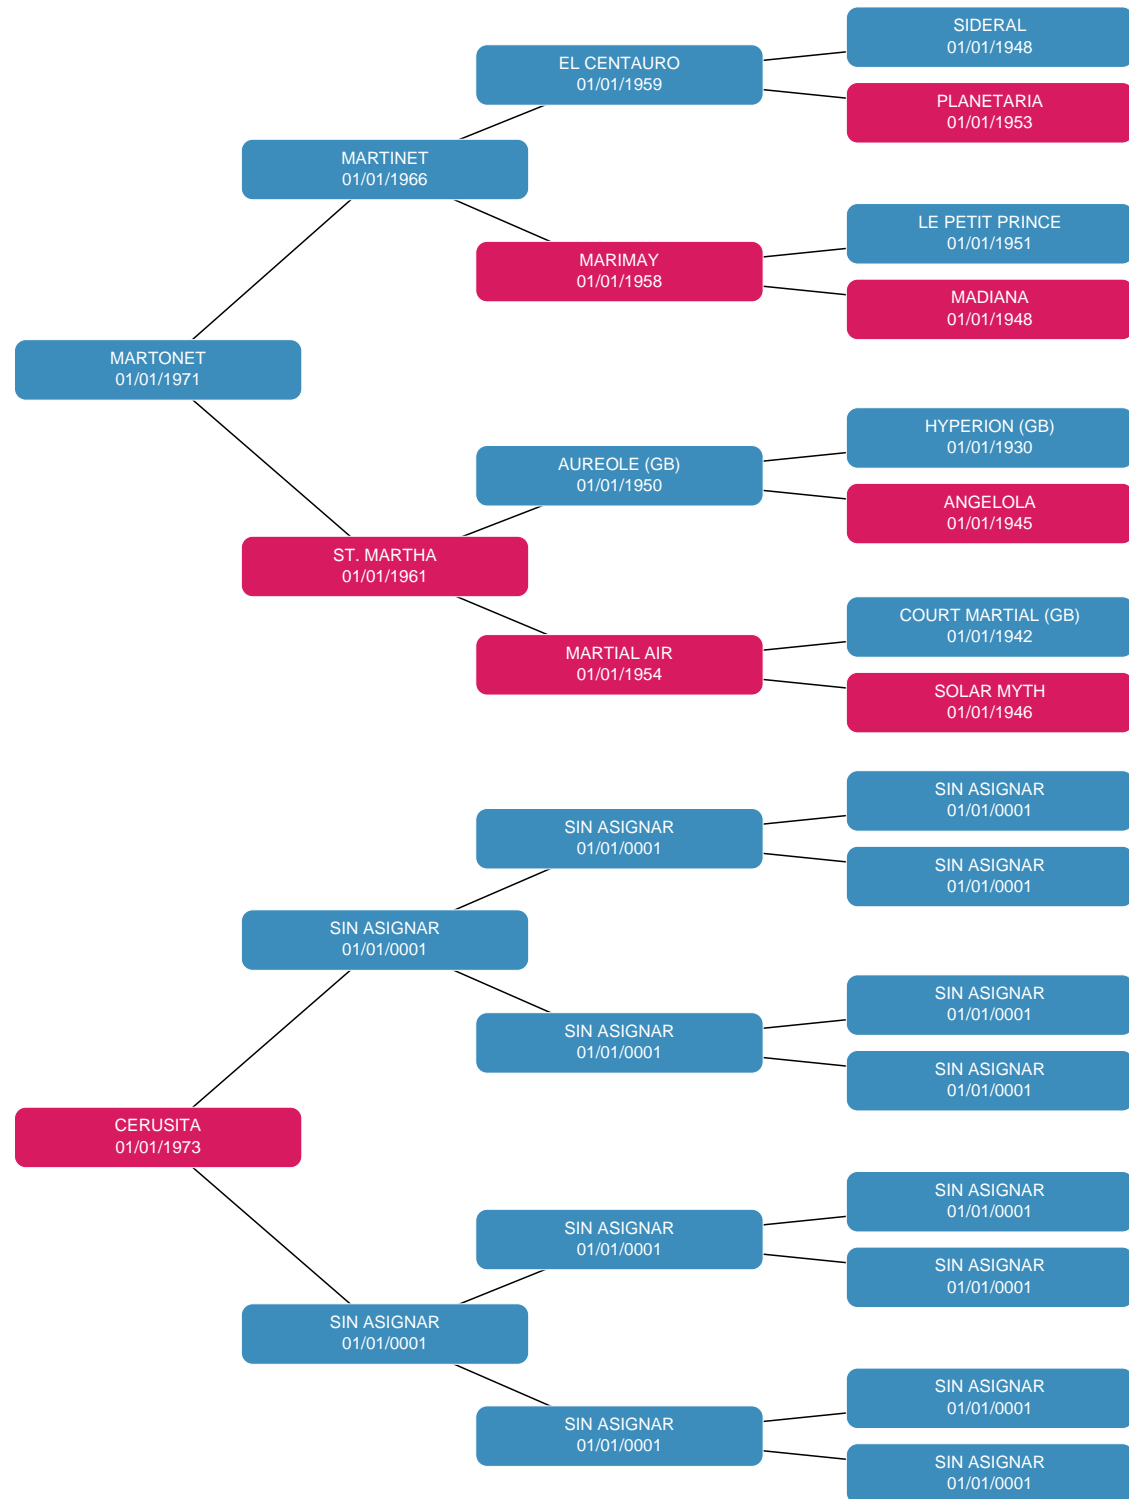 SIDERAL
01/01/1948
EL CENTAURO
01/01/1959
PLANETARIA
01/01/1953
MARTINET
01/01/1966
LE PETIT PRINCE
01/01/1951
MARIMAY
01/01/1958
MADIANA
01/01/1948
MARTONET
01/01/1971
HYPERION (GB)
01/01/1930
AUREOLE (GB)
01/01/1950
ANGELOLA
01/01/1945
ST. MARTHA
01/01/1961
COURT MARTIAL (GB)
01/01/1942
MARTIAL AIR
01/01/1954
SOLAR MYTH
01/01/1946
SIN ASIGNAR
01/01/0001
SIN ASIGNAR
01/01/0001
SIN ASIGNAR
01/01/0001
SIN ASIGNAR
01/01/0001
SIN ASIGNAR
01/01/0001
SIN ASIGNAR
01/01/0001
SIN ASIGNAR
01/01/0001
CERUSITA
01/01/1973
SIN ASIGNAR
01/01/0001
SIN ASIGNAR
01/01/0001
SIN ASIGNAR
01/01/0001
SIN ASIGNAR
01/01/0001
SIN ASIGNAR
01/01/0001
SIN ASIGNAR
01/01/0001
SIN ASIGNAR
01/01/0001